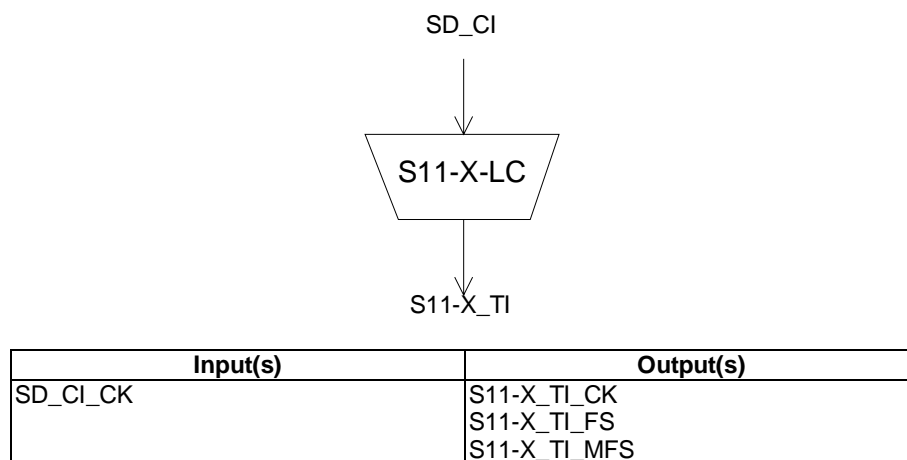 SD_CI
S11-X-LC
S11-X_TI
Input(s) Output(s)
SD_CI_CK S11-X_TI_CK
S11-X_TI_FS
S11-X_TI_MFS